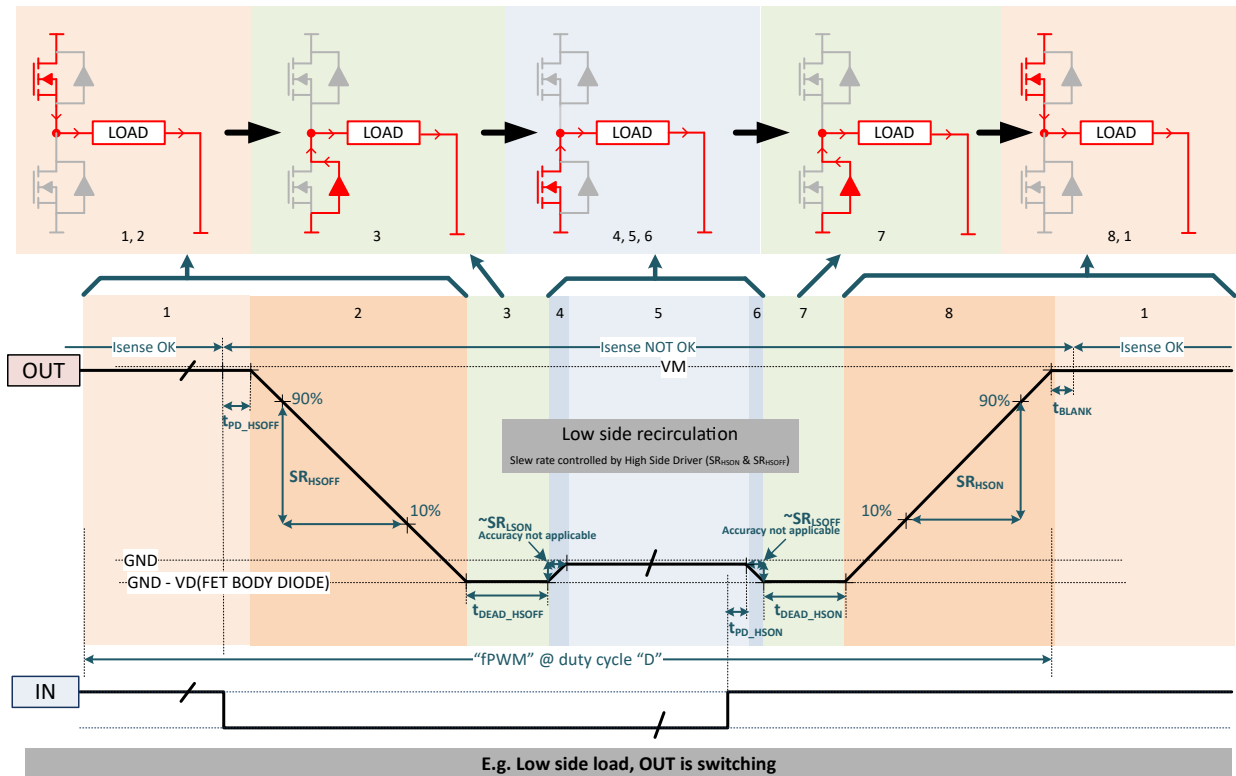 LOAD
LOAD
LOAD
LOAD
LOAD
1, 2
3
4, 5, 6
7
8, 1
1
2
3
4
5
6
7
8
1
Isense OK
Isense NOT OK
Isense OK
OUT
VM
90%
90%
tPD_HSOFF
tBLANK
Low side recirculation
Slew rate controlled by High Side Driver (SRHSON & SRHSOFF)
SRHSOFF
SRHSON
10%
10%
~SRLSON
Accuracy not applicable
~SRLSOFF
Accuracy not applicable
GND
GND - VD(FET BODY DIODE)
tDEAD_HSOFF
tDEAD_HSON
tPD_HSON
“fPWM” @ duty cycle “D”
IN
E.g. Low side load, OUT is switching